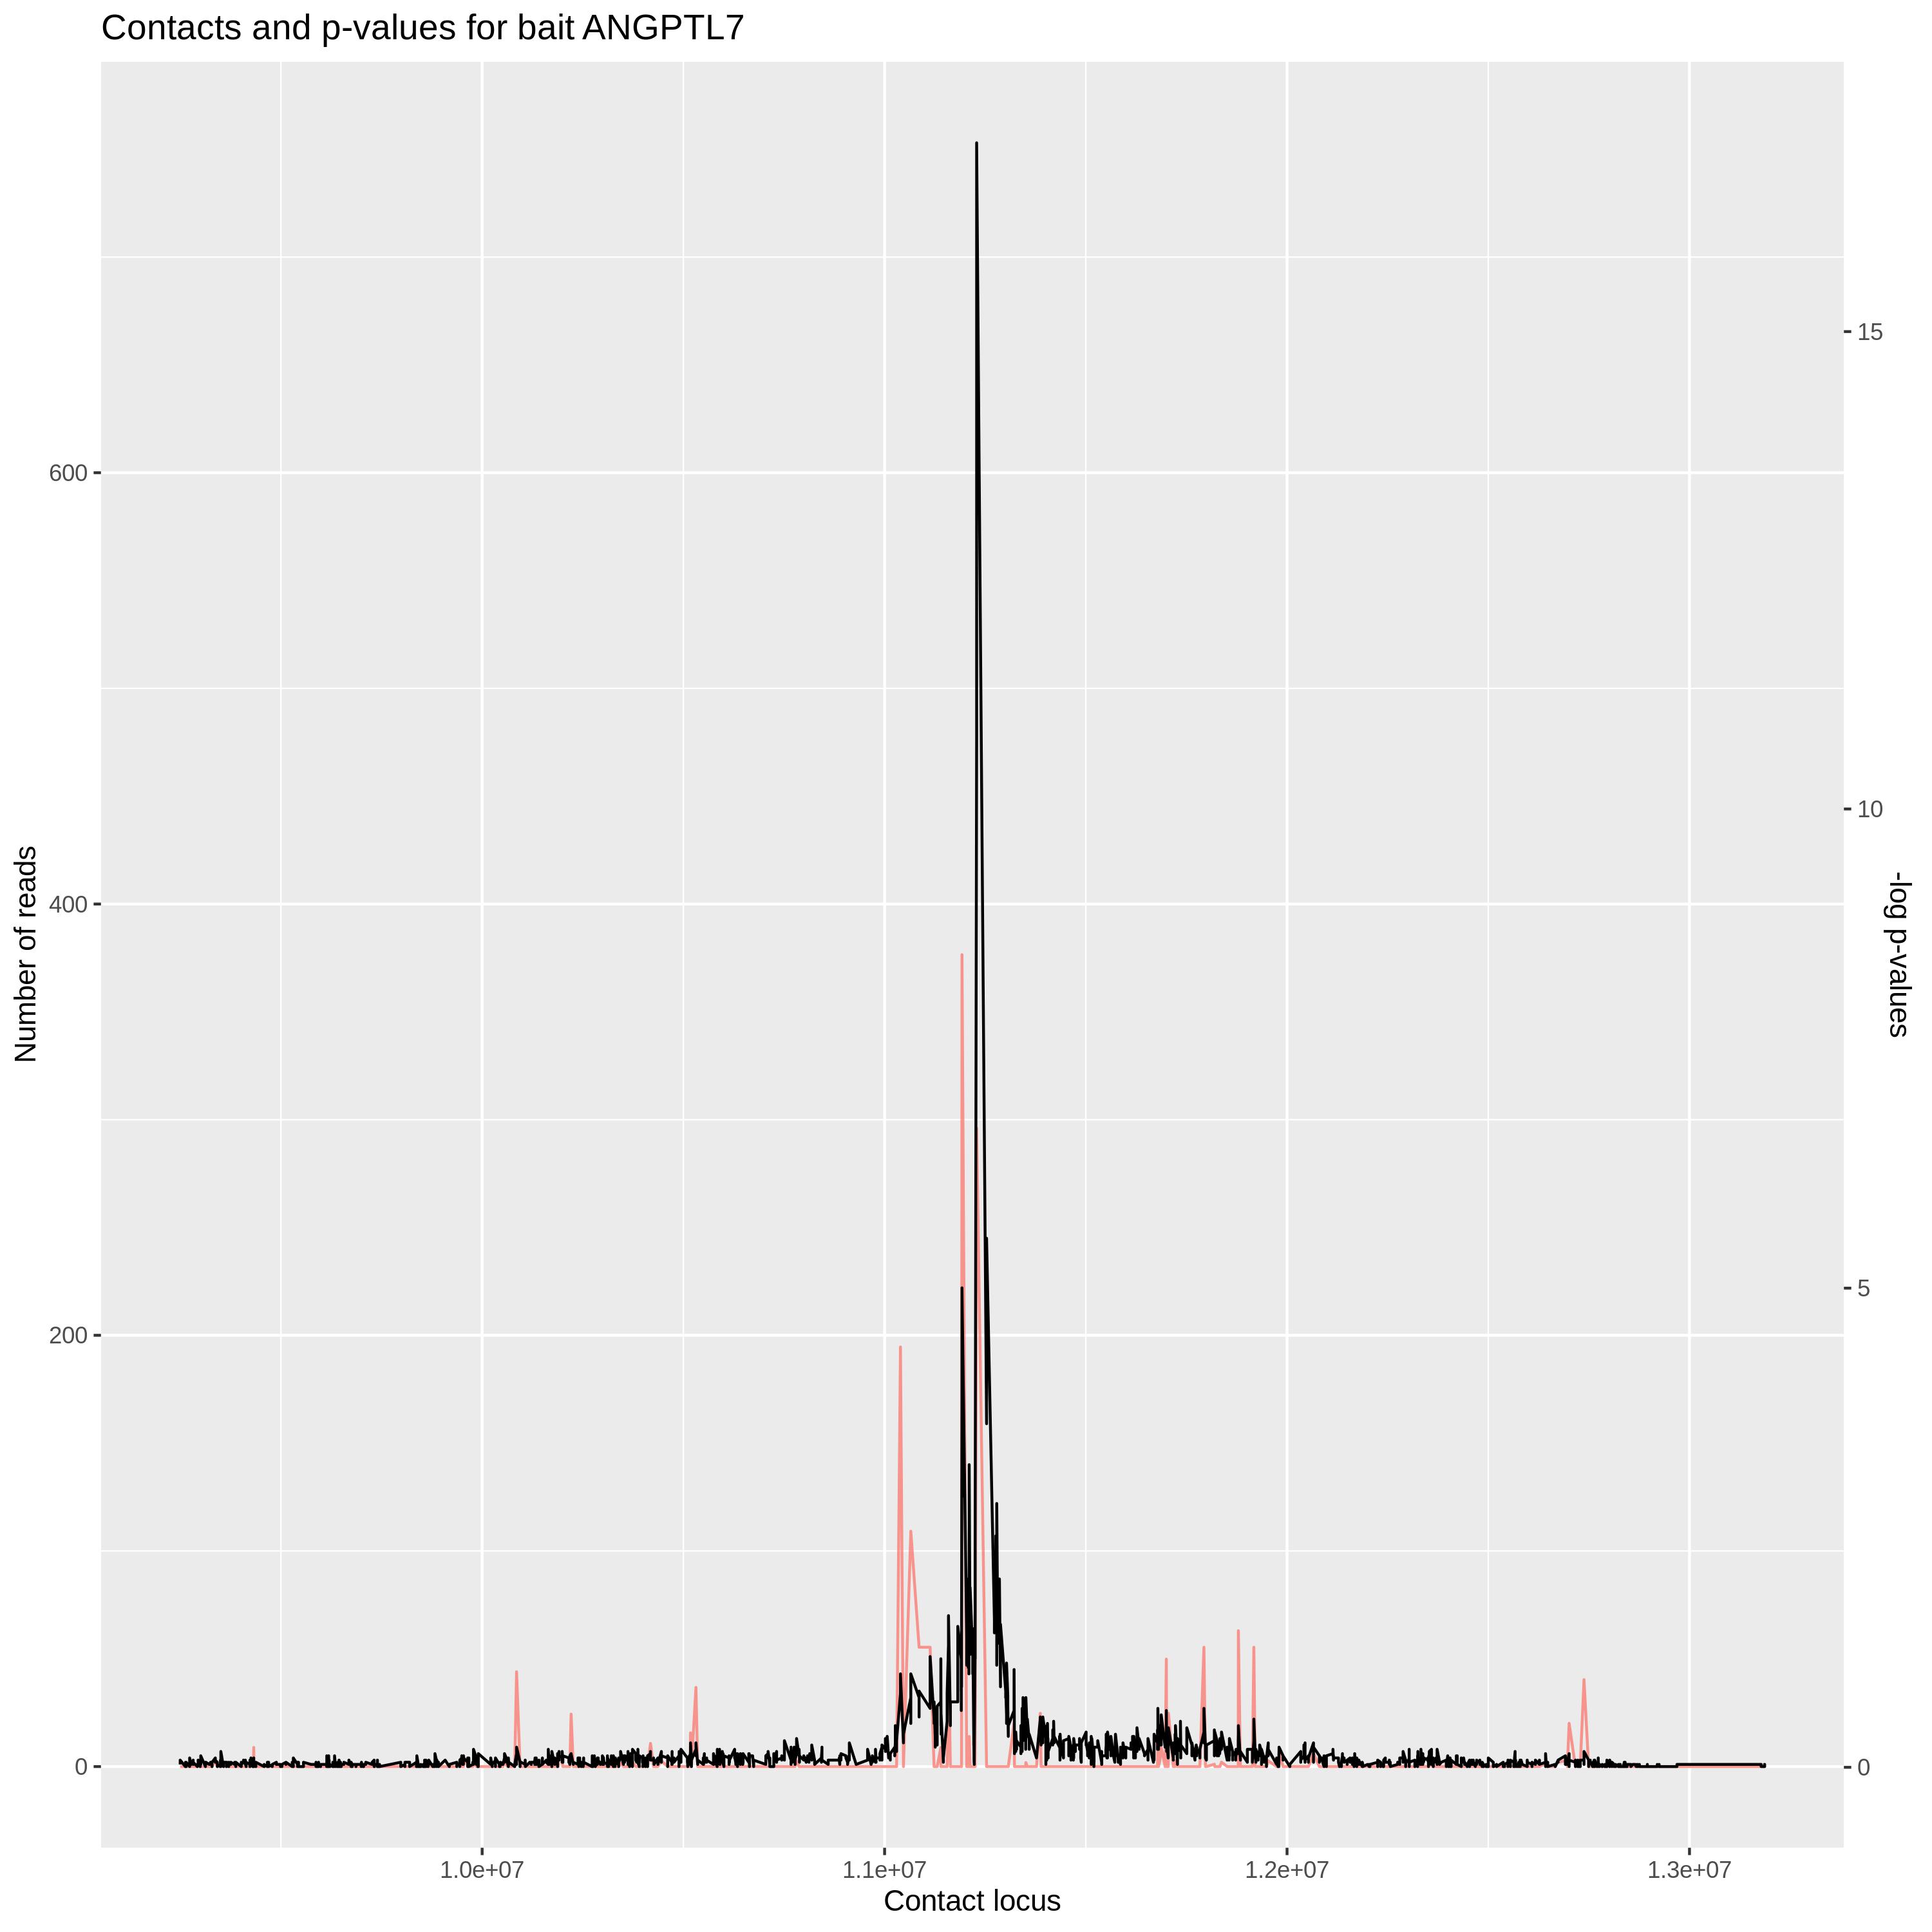 Contacts and p-values for bait ANGPTL7
Number of reads
600
400
200
0
15
10
5
0
-log p-values
1.0e+07 1.1e+07 1.2e+07 1.3e+07
Contact locus